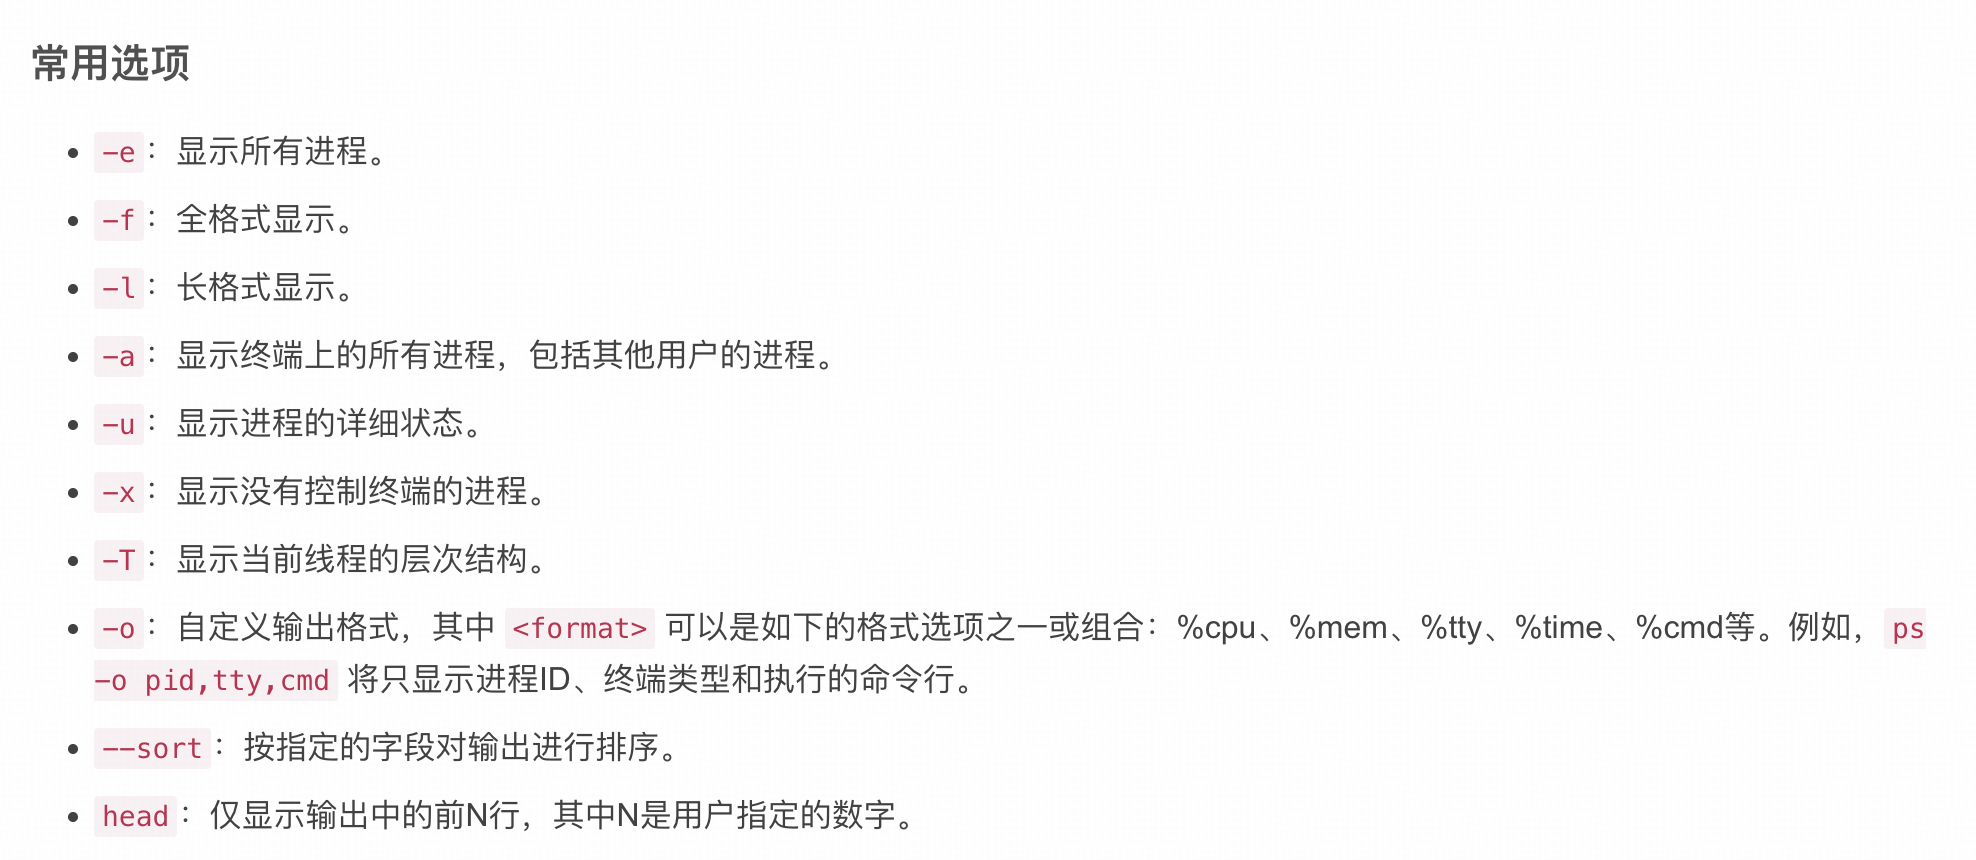 常用选项
-e：显示所有进程。
-f：全格式显示。
-l：长格式显示。
-a：显示终端上的所有进程，包括其他用户的进程。
-u：显示进程的详细状态。
-x：显示没有控制终端的进程。
-T：显示当前线程的层次结构。
-o：自定义输出格式，其中 <format> 可以是如下的格式选项之一或组合：%cpu、%mem、%tty、%time、%cmd等。例如，ps
-o pid,tty,cmd 将只显示进程ID、终端类型和执行的命令行。
--sort：按指定的字段对输出进行排序。
head：仅显示输出中的前N行，其中N是用户指定的数字。